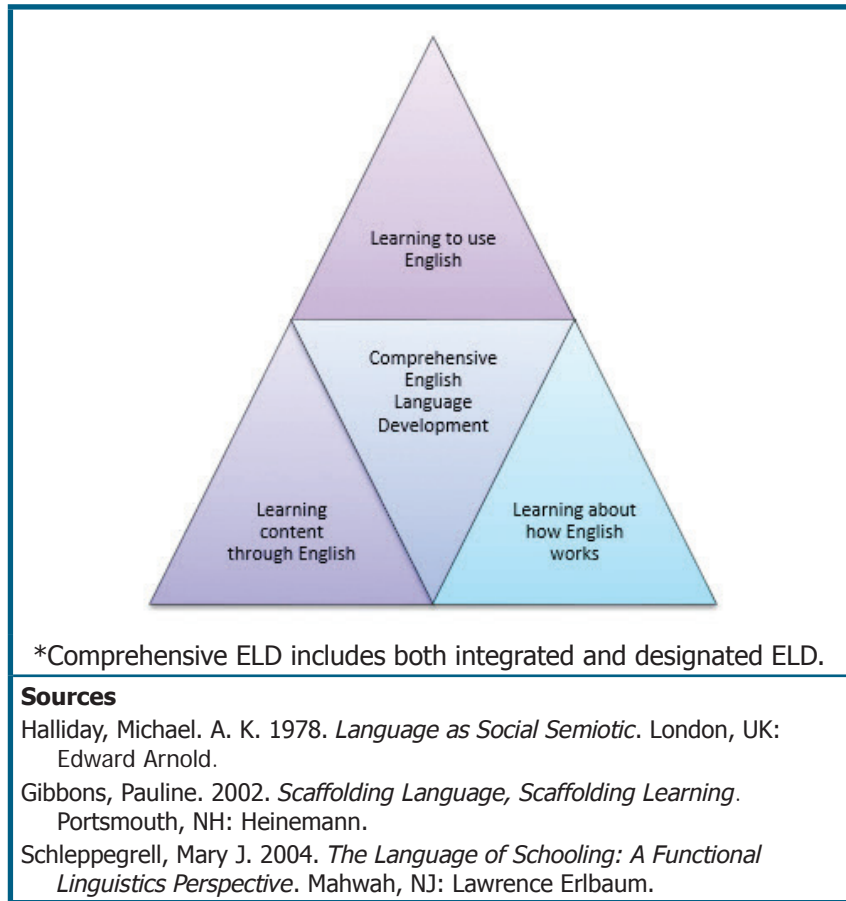 Learning to use
English
Comprehensive
English
Language
Development
Learning
content
through English
Learning about
how English
works
*Comprehensive ELD includes both integrated and designated ELD.
Sources
Halliday, Michael. A. K. 1978. Language as Social Semiotic. London, UK:
Edward Arnold.
Gibbons, Pauline. 2002. Scaffolding Language, Scaffolding Learning.
Portsmouth, NH: Heinemann.
Schleppegrell, Mary J. 2004. The Language of Schooling: A Functional
Linguistics Perspective. Mahwah, NJ: Lawrence Erlbaum.